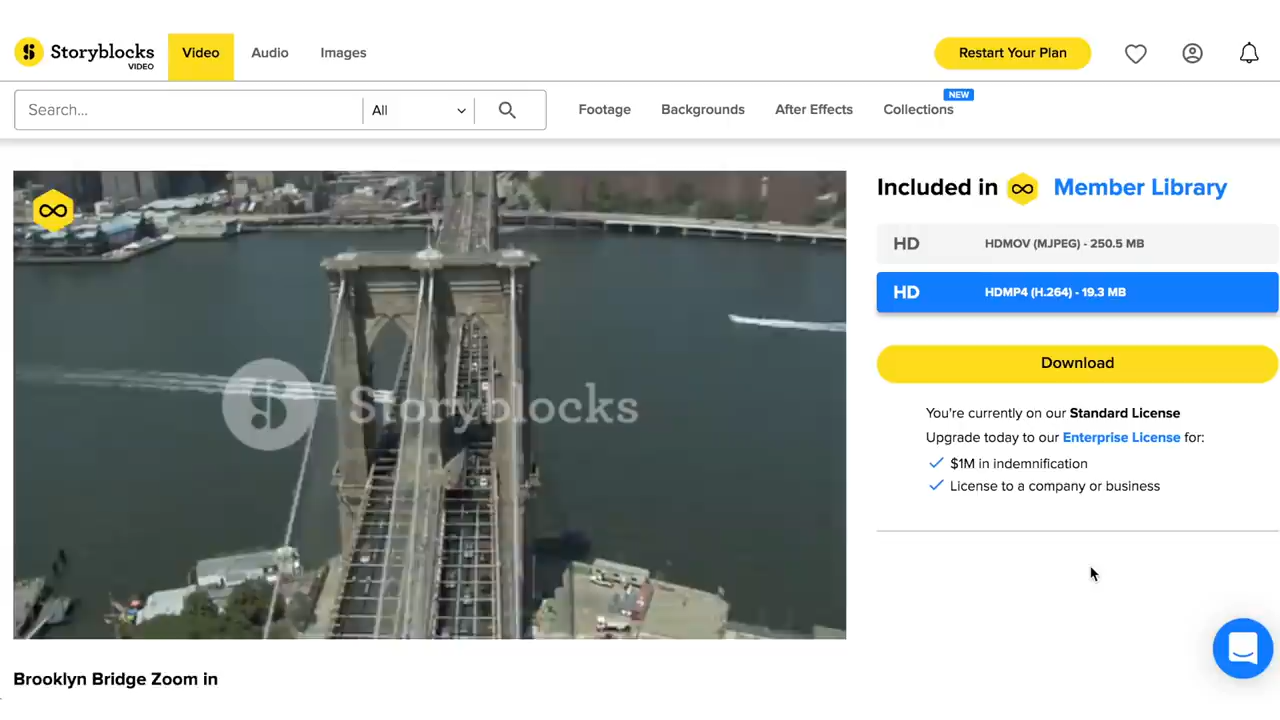 Storyblocks
VIDEO
Video
Audio
Images
Restart Your Plan
Search...
All
Footage
Backgrounds
After Effects
Collections
NEW
Included in
Member Library
HD
HDMOV (MJPEG) - 250.5 MB
HD
HDMP4 (H.264) - 19.3 MB
Download
You're currently on our Standard License
Upgrade today to our Enterprise License for:
$1M in indemnification
License to a company or business
Storyblocks
Brooklyn Bridge Zoom in